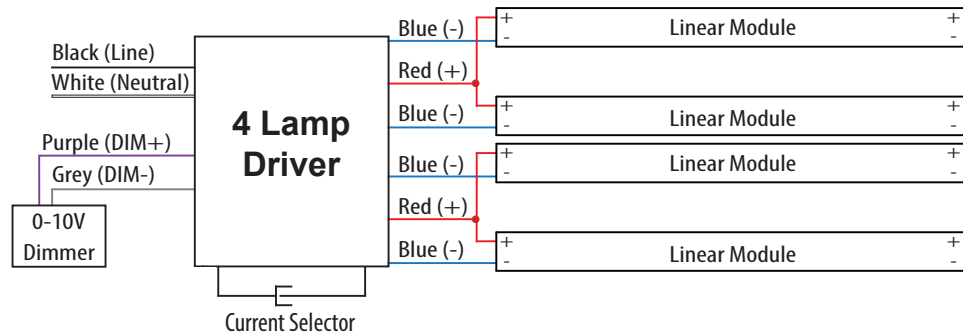 Black (Line)
White (Neutral)
Purple (DIM+)
Grey (DIM-)
0-10V
Dimmer
4 Lamp
Driver
Current Selector
Blue (-)
Red (+)
Blue (-)
Blue (-)
Red (+)
Blue (-)
+ Linear Module +
- -
+ Linear Module +
- -
+ Linear Module +
- -
+ Linear Module +
- -